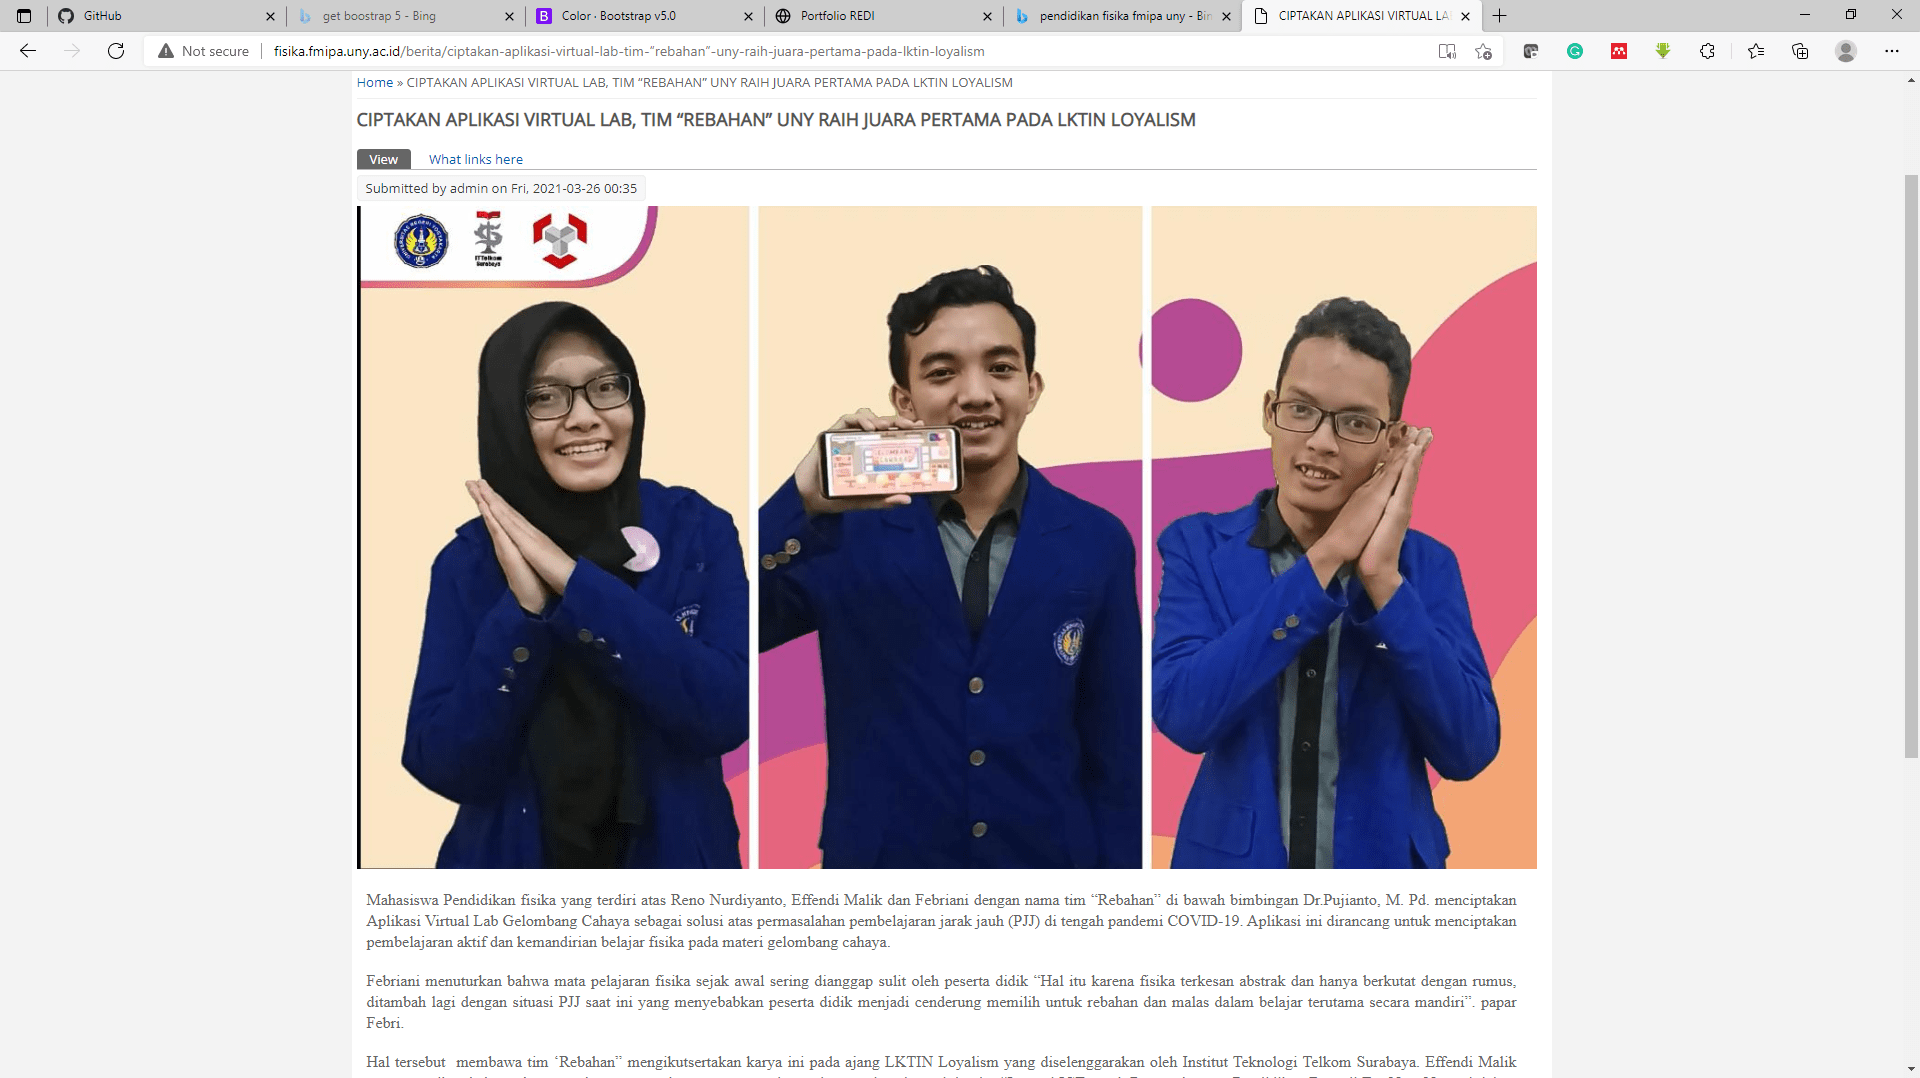 GitHub
get boostrap 5 - Bing
Color · Bootstrap v5.0
Portfolio REDI
pendidikan fisika fmipa uny - Bin
CIPTAKAN APLIKASI VIRTUAL LA
Not secure
fisika.fmipa.uny.ac.id/berita/ciptakan-aplikasi-virtual-lab-tim-“rebahan”-uny-raih-juara-pertama-pada-lktin-loyalism
Home » CIPTAKAN APLIKASI VIRTUAL LAB, TIM “REBAHAN” UNY RAIH JUARA PERTAMA PADA LKTIN LOYALISM
CIPTAKAN APLIKASI VIRTUAL LAB, TIM “REBAHAN” UNY RAIH JUARA PERTAMA PADA LKTIN LOYALISM
View
What links here
Submitted by admin on Fri, 2021-03-26 00:35
UNIVERSITAS NEGERI YOGYAKARTA
ITTelkom
Surabaya
GELOMBANG
CAHAYA
Mahasiswa Pendidikan fisika yang terdiri atas Reno Nurdiyanto, Effendi Malik dan Febriani dengan nama tim “Rebahan” di bawah bimbingan Dr.Pujianto, M. Pd. menciptakan
Aplikasi Virtual Lab Gelombang Cahaya sebagai solusi atas permasalahan pembelajaran jarak jauh (PJJ) di tengah pandemi COVID-19. Aplikasi ini dirancang untuk menciptakan
pembelajaran aktif dan kemandirian belajar fisika pada materi gelombang cahaya.
Febriani menuturkan bahwa mata pelajaran fisika sejak awal sering dianggap sulit oleh peserta didik “Hal itu karena fisika terkesan abstrak dan hanya berkutat dengan rumus,
ditambah lagi dengan situasi PJJ saat ini yang menyebabkan peserta didik menjadi cenderung memilih untuk rebahan dan malas dalam belajar terutama secara mandiri”. papar
Febri.
Hal tersebut  membawa tim ‘Rebahan” mengikutsertakan karya ini pada ajang LKTIN Loyalism yang diselenggarakan oleh Institut Teknologi Telkom Surabaya. Effendi Malik